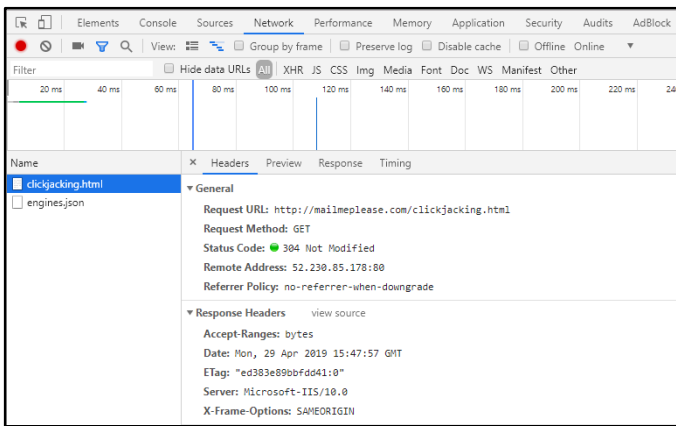 Elements Console Sources Network Performance Memory Application Security Audits AdBlock
View: Group by frame Preserve log Disable cache Offline Online
Filter Hide data URLs All XHR JS CSS Img Media Font Doc WS Manifest Other
20 ms 40 ms 60 ms 80 ms 100 ms 120 ms 140 ms 160 ms 180 ms 200 ms 220 ms 24
Name × Headers Preview Response Timing
clickjacking.html
engines.json
▼ General
Request URL: http://mailmeplease.com/clickjacking.html
Request Method: GET
Status Code: 304 Not Modified
Remote Address: 52.230.85.178:80
Referrer Policy: no-referrer-when-downgrade
▼ Response Headers view source
Accept-Ranges: bytes
Date: Mon, 29 Apr 2019 15:47:57 GMT
ETag: "ed383e89bbfdd41:0"
Server: Microsoft-IIS/10.0
X-Frame-Options: SAMEORIGIN